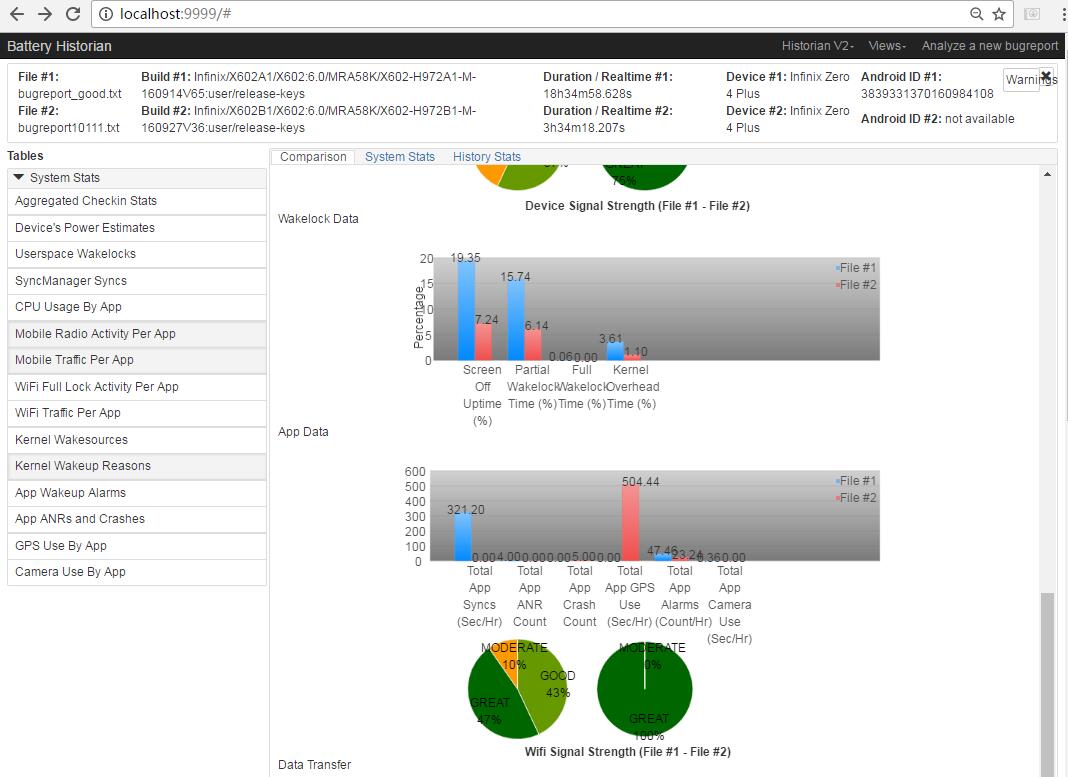 localhost:9999/#
Battery Historian
Historian V2-
Views-
Analyze a new bugreport
File #1:
bugreport_good.txt
File #2:
bugreport10111.txt
Build #1: Infinix/X602A1/X602:6.0/MRA58K/X602-H972A1-M-
160914V65:user/release-keys
Build #2: Infinix/X602B1/X602:6.0/MRA58K/X602-H972B1-M-
160927V36:user/release-keys
Duration / Realtime #1:
18h34m58.628s
Duration / Realtime #2:
3h34m18.207s
Device #1: Infinix Zero
4 Plus
Device #2: Infinix Zero
4 Plus
Android ID #1:
3839331370160984108
Android ID #2: not available
Warnings
Tables
System Stats
Aggregated Checkin Stats
Device's Power Estimates
Userspace Wakelocks
SyncManager Syncs
CPU Usage By App
Mobile Radio Activity Per App
Mobile Traffic Per App
WiFi Full Lock Activity Per App
WiFi Traffic Per App
Kernel Wakesources
Kernel Wakeup Reasons
App Wakeup Alarms
App ANRs and Crashes
GPS Use By App
Camera Use By App
Comparison
System Stats
History Stats
GREAT
75%
Device Signal Strength (File #1 - File #2)
Wakelock Data
Percentage
20
15
10
5
0
19.35
7.24
15.74
6.14
0.06
0.00
3.61
1.10
File #1
File #2
Screen
Off
Uptime
(%)
Partial
Wakelock
Time (%)
Full
Wakelock
Time (%)
Kernel
Overhead
Time (%)
App Data
600
500
400
300
200
100
0
321.20
0.00
4.00
0.00
0.00
5.00
0.00
504.44
47.46
23.24
6.36
0.00
File #1
File #2
Total
App
Syncs
(Sec/Hr)
Total
App
ANR
Count
Total
App
Crash
Count
Total
App GPS
Use
(Sec/Hr)
Total
App
Alarms
(Count/Hr)
Total
App
Camera
Use
(Sec/Hr)
MODERATE
10%
GOOD
43%
GREAT
47%
MODERATE
0%
GREAT
100%
Wifi Signal Strength (File #1 - File #2)
Data Transfer